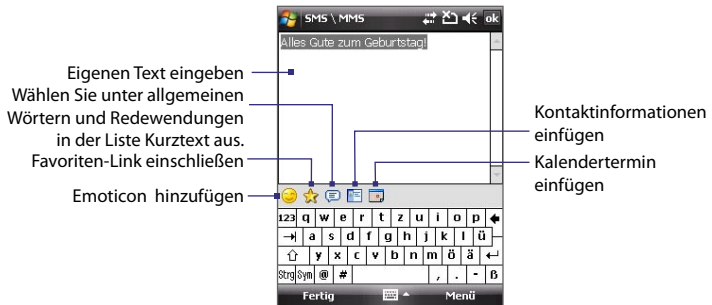 SMS \ MMS
ok
Alles Gute zum Geburtstag!
Eigenen Text eingeben
Wählen Sie unter allgemeinen
Wörtern und Redewendungen
in der Liste Kurztext aus.
Favoriten-Link einschließen
Emoticon hinzufügen
Kontaktinformationen
einfügen
Kalendertermin
einfügen
123 q w e r t z u i o p
a s d f g h j k l ü
y x c v b n m ö ä
Strg Sym @ # , . - ß
Fertig Menü